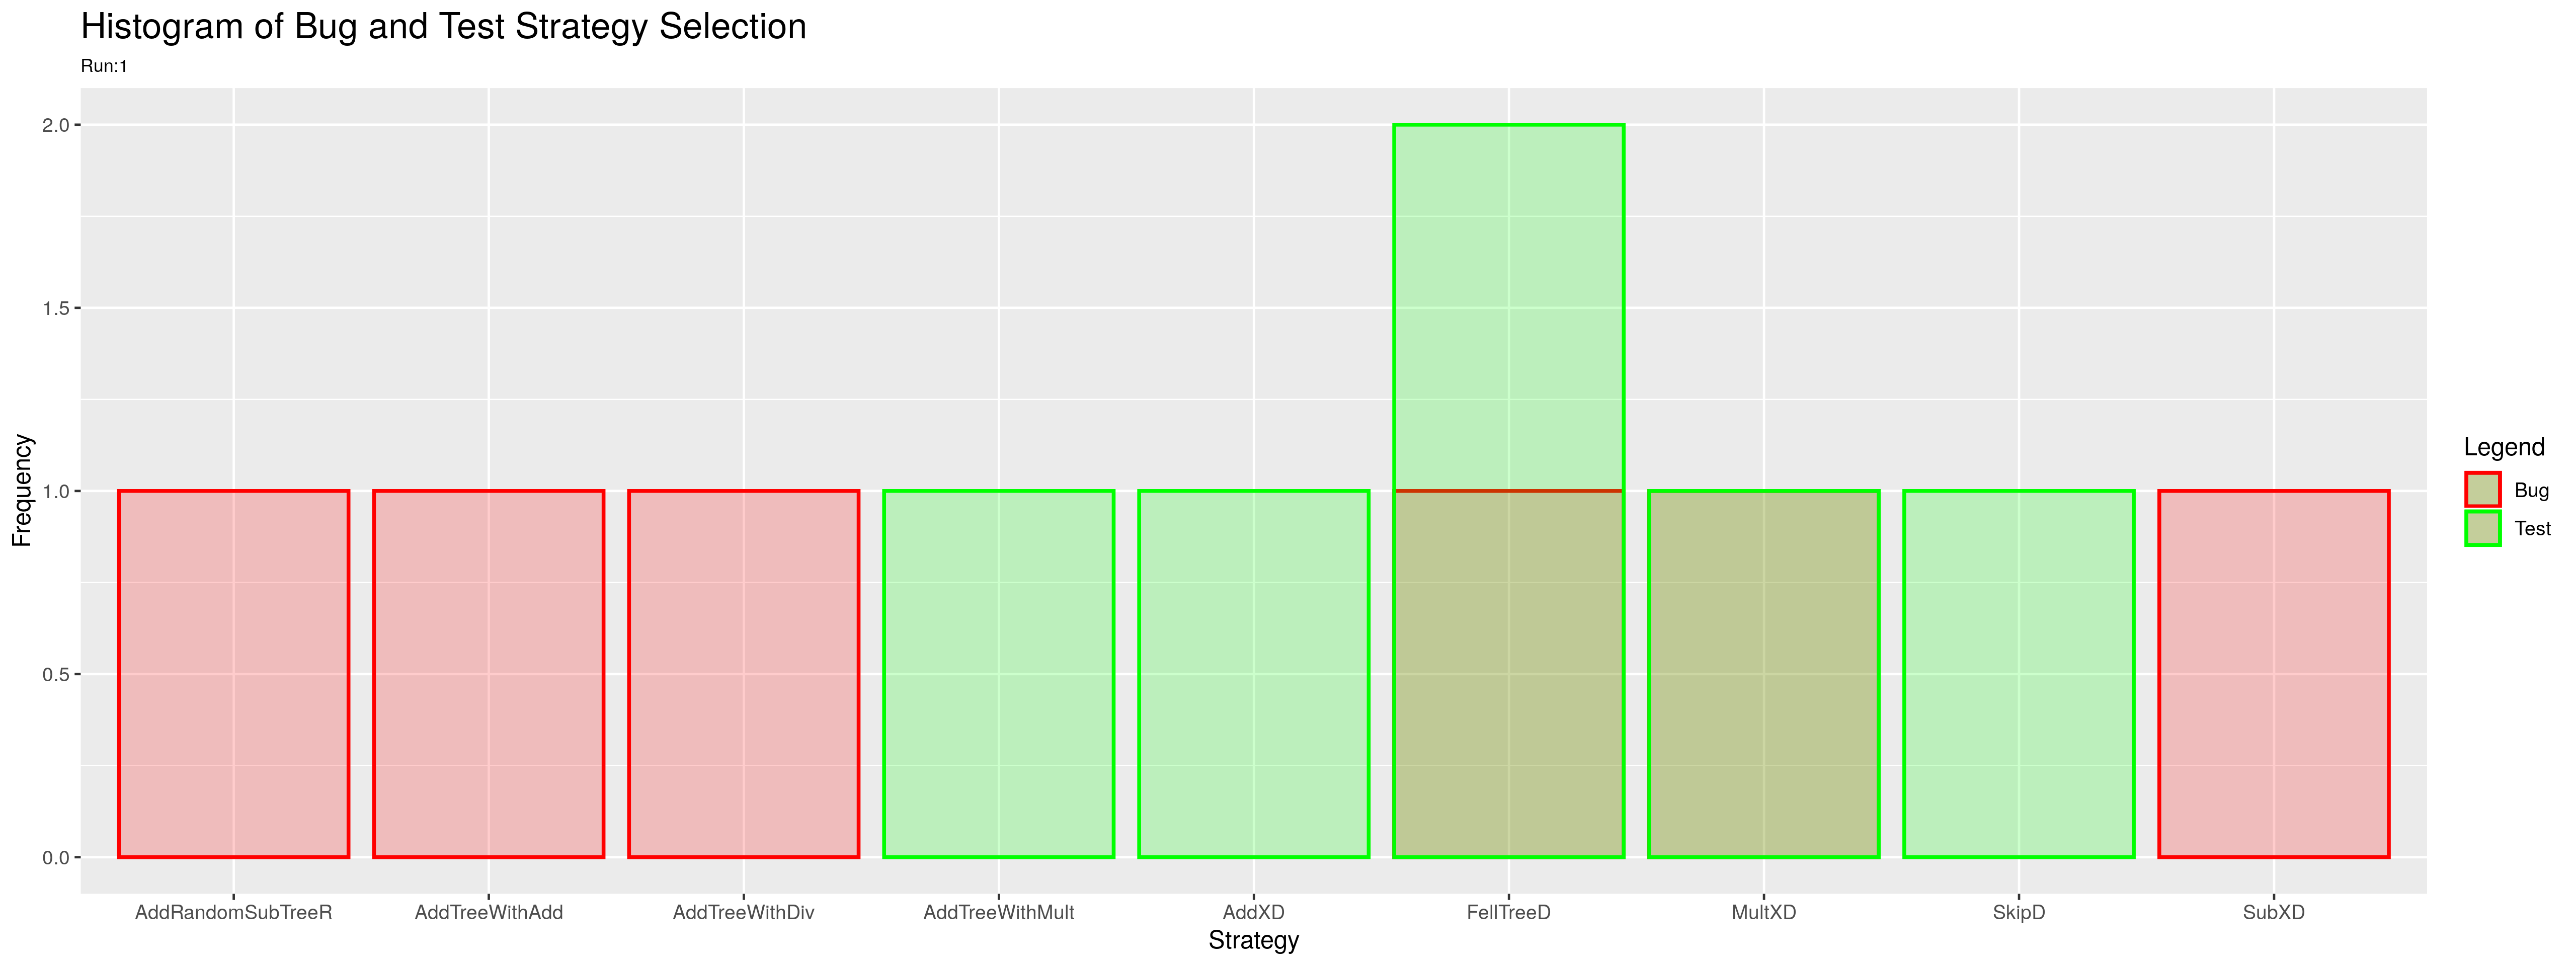 Histogram of Bug and Test Strategy Selection
Run:1
Frequency
2.0
1.5
1.0
0.5
0.0
AddRandomSubTreeR AddTreeWithAdd AddTreeWithDiv AddTreeWithMult AddXD FellTreeD MultXD SkipD SubXD
Strategy
Legend
Bug
Test